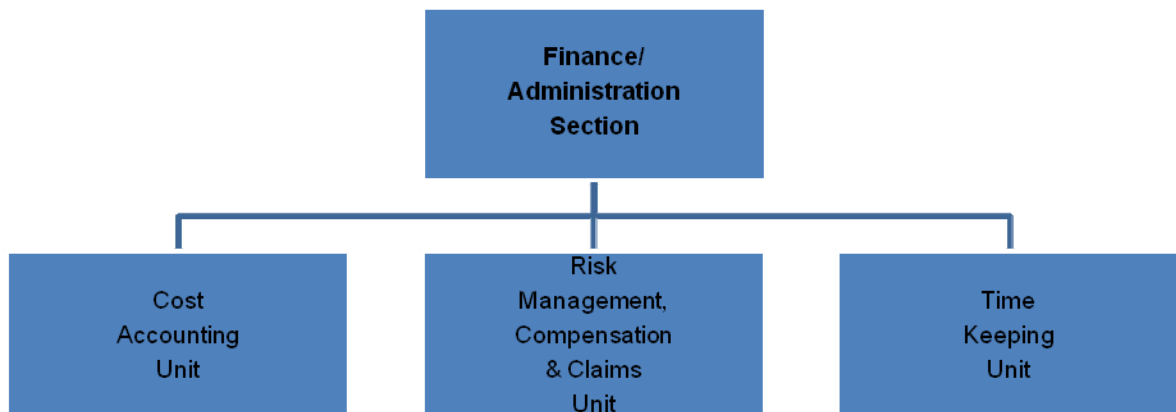 Finance/
Administration
Section
Cost
Accounting
Unit
Risk
Management,
Compensation
& Claims
Unit
Time
Keeping
Unit